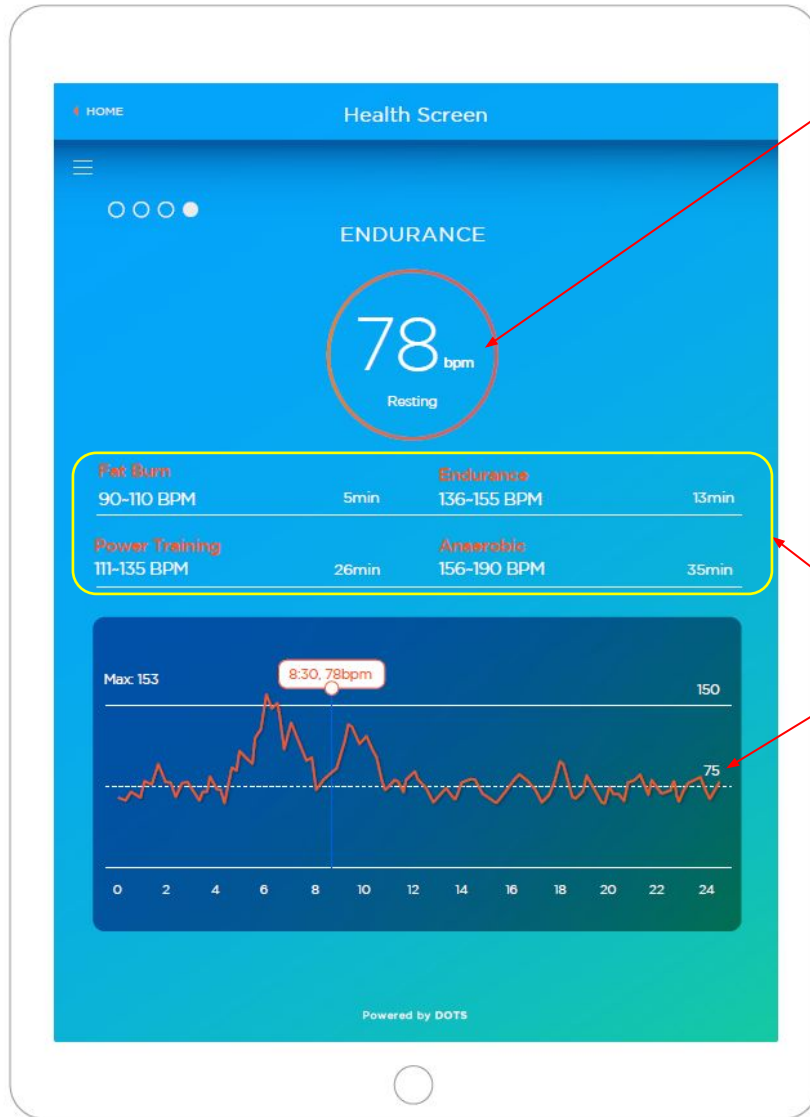 HOME
Health Screen
ENDURANCE
78 bpm
Resting
Fat Burn
90-110 BPM 5min
Endurance
136-155 BPM 13min
Power Training
111-135 BPM 26min
Anaerobic
156-190 BPM 35min
Max: 153
8:30, 78bpm
150
75
0 2 4 6 8 10 12 14 16 18 20 22 24
Powered by DOTS